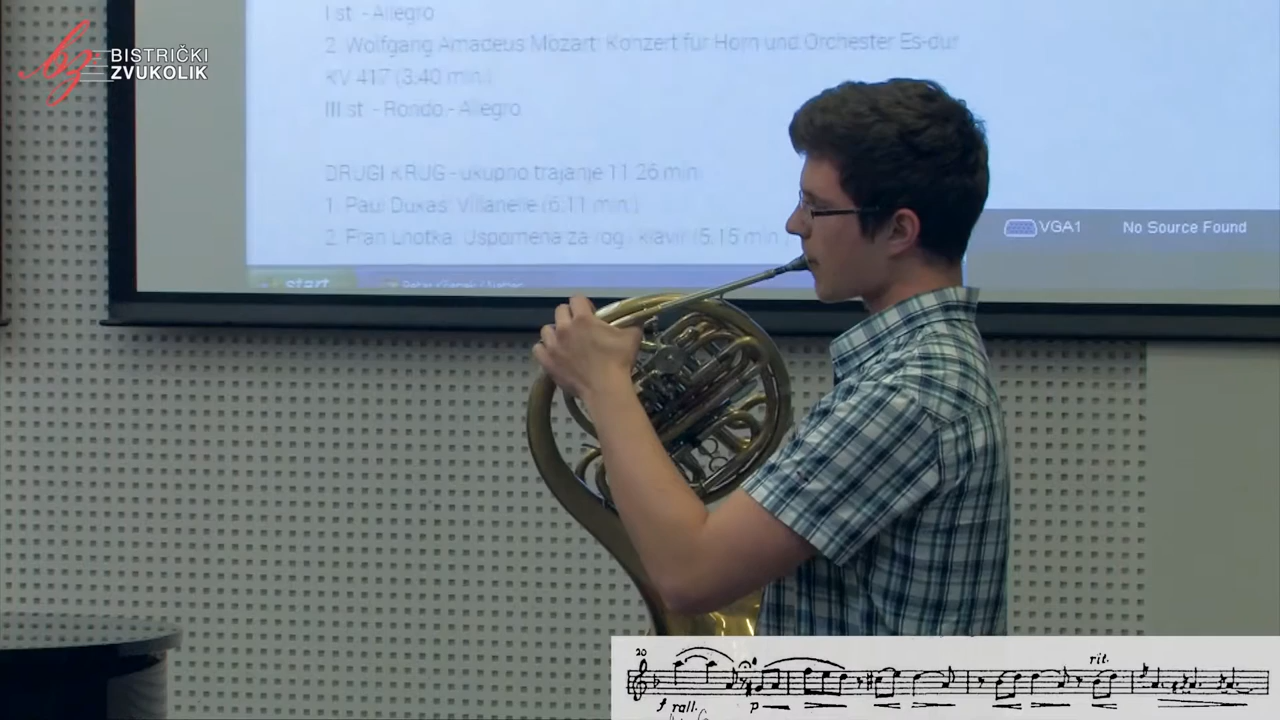 BISTRIČKI
ZVUKOLIK
I st. - Allegro
2. Wolfgang Amadeus Mozart: Konzert für Horn und Orchester Es-dur
KV 417 (3.40 min.)
III st. - Rondo - Allegro
DRUGI KRUG - ukupno trajanje 11.26 min.
1. Paul Dukas: Villanelle (6.11 min.)
2. Fran Lhotka: Uspomena za rog i klavir (5.15 min.)
VGA1
No Source Found
start
20
rit.
f rall.
p